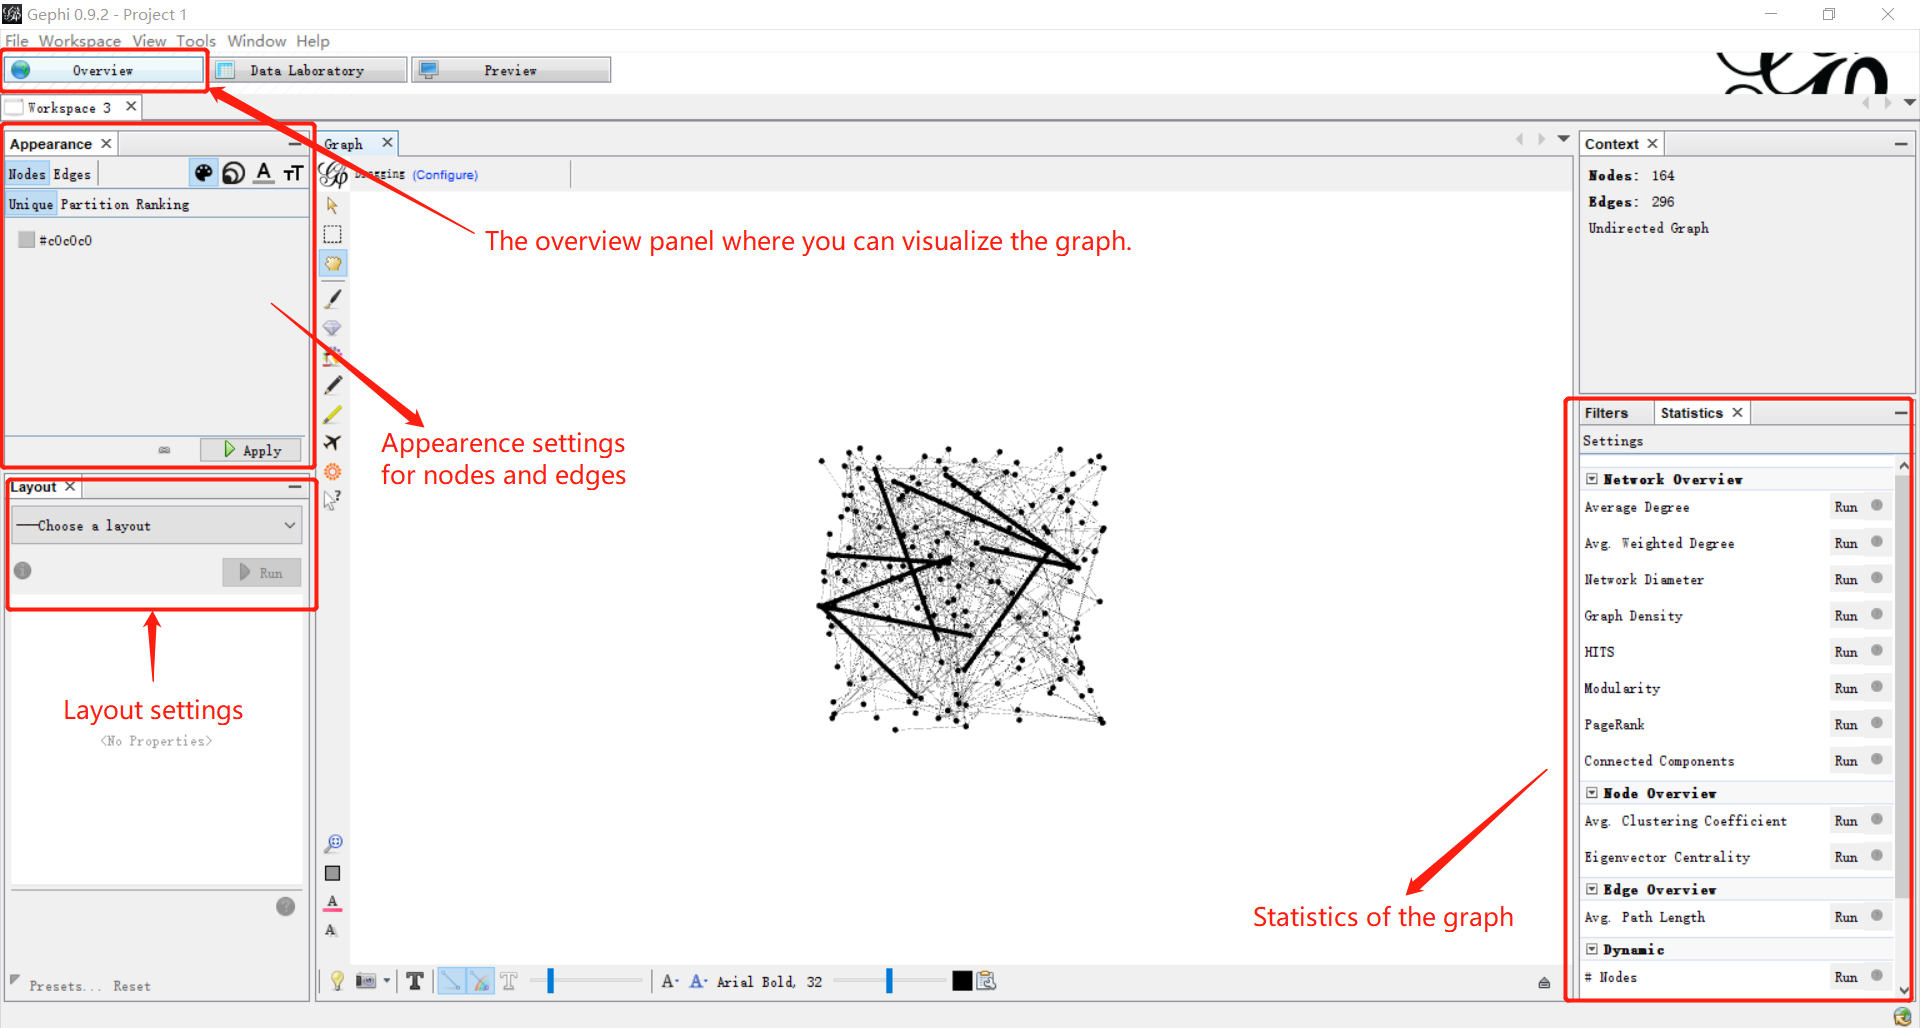 Gephi 0.9.2 - Project 1
File Workspace View Tools Window Help
Overview
Data Laboratory
Preview
Workspace 3
Appearance
Nodes Edges
A
TT
Unique Partition Ranking
#c0c0c0
Apply
Layout
---Choose a layout
Run
Layout settings
<No Properties>
Presets... Reset
Graph
Dragging (Configure)
The overview panel where you can visualize the graph.
Appearence settings
for nodes and edges
Statistics of the graph
A
A
T
T
A- A- Arial Bold, 32
Context
Nodes: 164
Edges: 296
Undirected Graph
Filters
Statistics
Settings
Network Overview
Average Degree Run
Avg. Weighted Degree Run
Network Diameter Run
Graph Density Run
HITS Run
Modularity Run
PageRank Run
Connected Components Run
Node Overview
Avg. Clustering Coefficient Run
Eigenvector Centrality Run
Edge Overview
Avg. Path Length Run
Dynamic
# Nodes Run